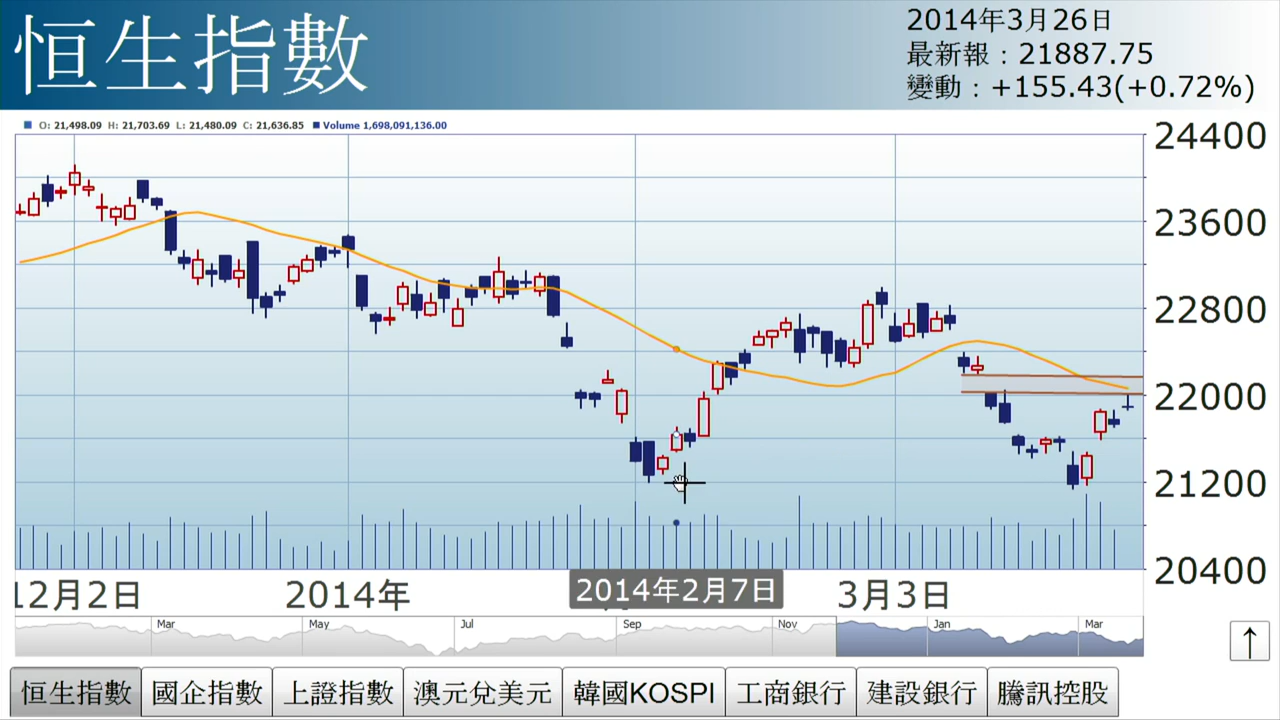 恒生指數
2014年3月26日
最新報：21887.75
變動：+155.43(+0.72%)
O: 21,498.09 H: 21,703.69 L: 21,480.09 C: 21,636.85 Volume 1,698,091,136.00
24400
23600
22800
22000
21200
20400
12月2日 2014年 2014年2月7日 3月3日
Mar May Jul Sep Nov Jan Mar
↑
恒生指數 國企指數 上證指數 澳元兌美元 韓國KOSPI 工商銀行 建設銀行 騰訊控股